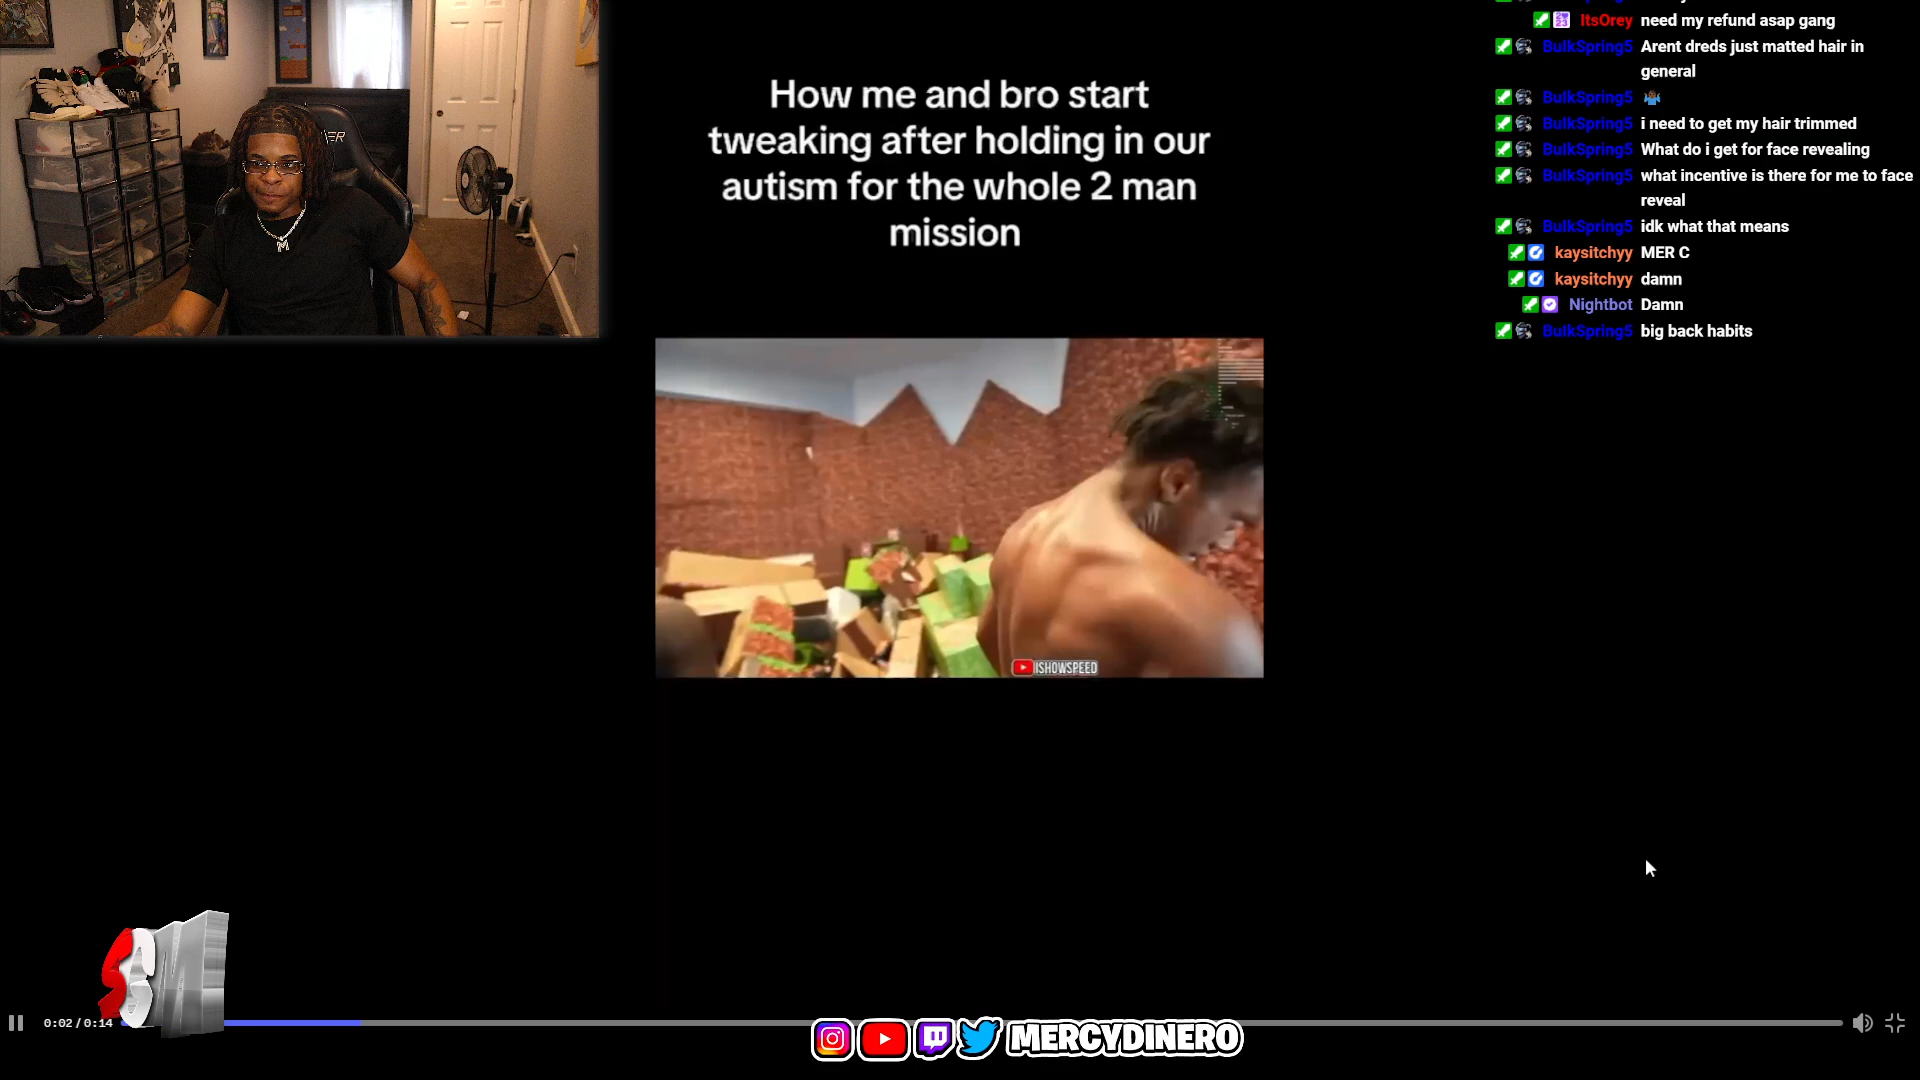 How me and bro start
tweaking after holding in our
autism for the whole 2 man
mission
ISHOWSPEED
ItsOrey need my refund asap gang
BulkSpring5 Arent dreds just matted hair in
general
BulkSpring5
BulkSpring5 i need to get my hair trimmed
BulkSpring5 What do i get for face revealing
BulkSpring5 what incentive is there for me to face
reveal
BulkSpring5 idk what that means
kaysitchyy MER C
kaysitchyy damn
Nightbot Damn
BulkSpring5 big back habits
0:02 / 0:14
MERCYDINERO